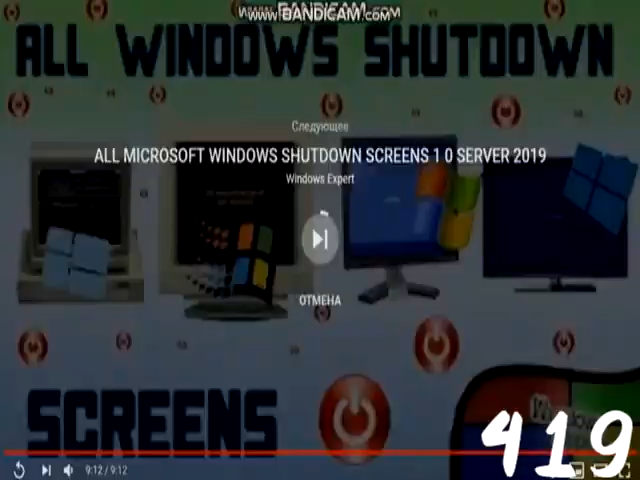 www.BANDICAM.com
ALL WINDOWS SHUTDOWN
Следующее
ALL MICROSOFT WINDOWS SHUTDOWN SCREENS 1 0 SERVER 2019
Windows Expert
ОТМЕНА
SCREENS
419
9:12 / 9:12